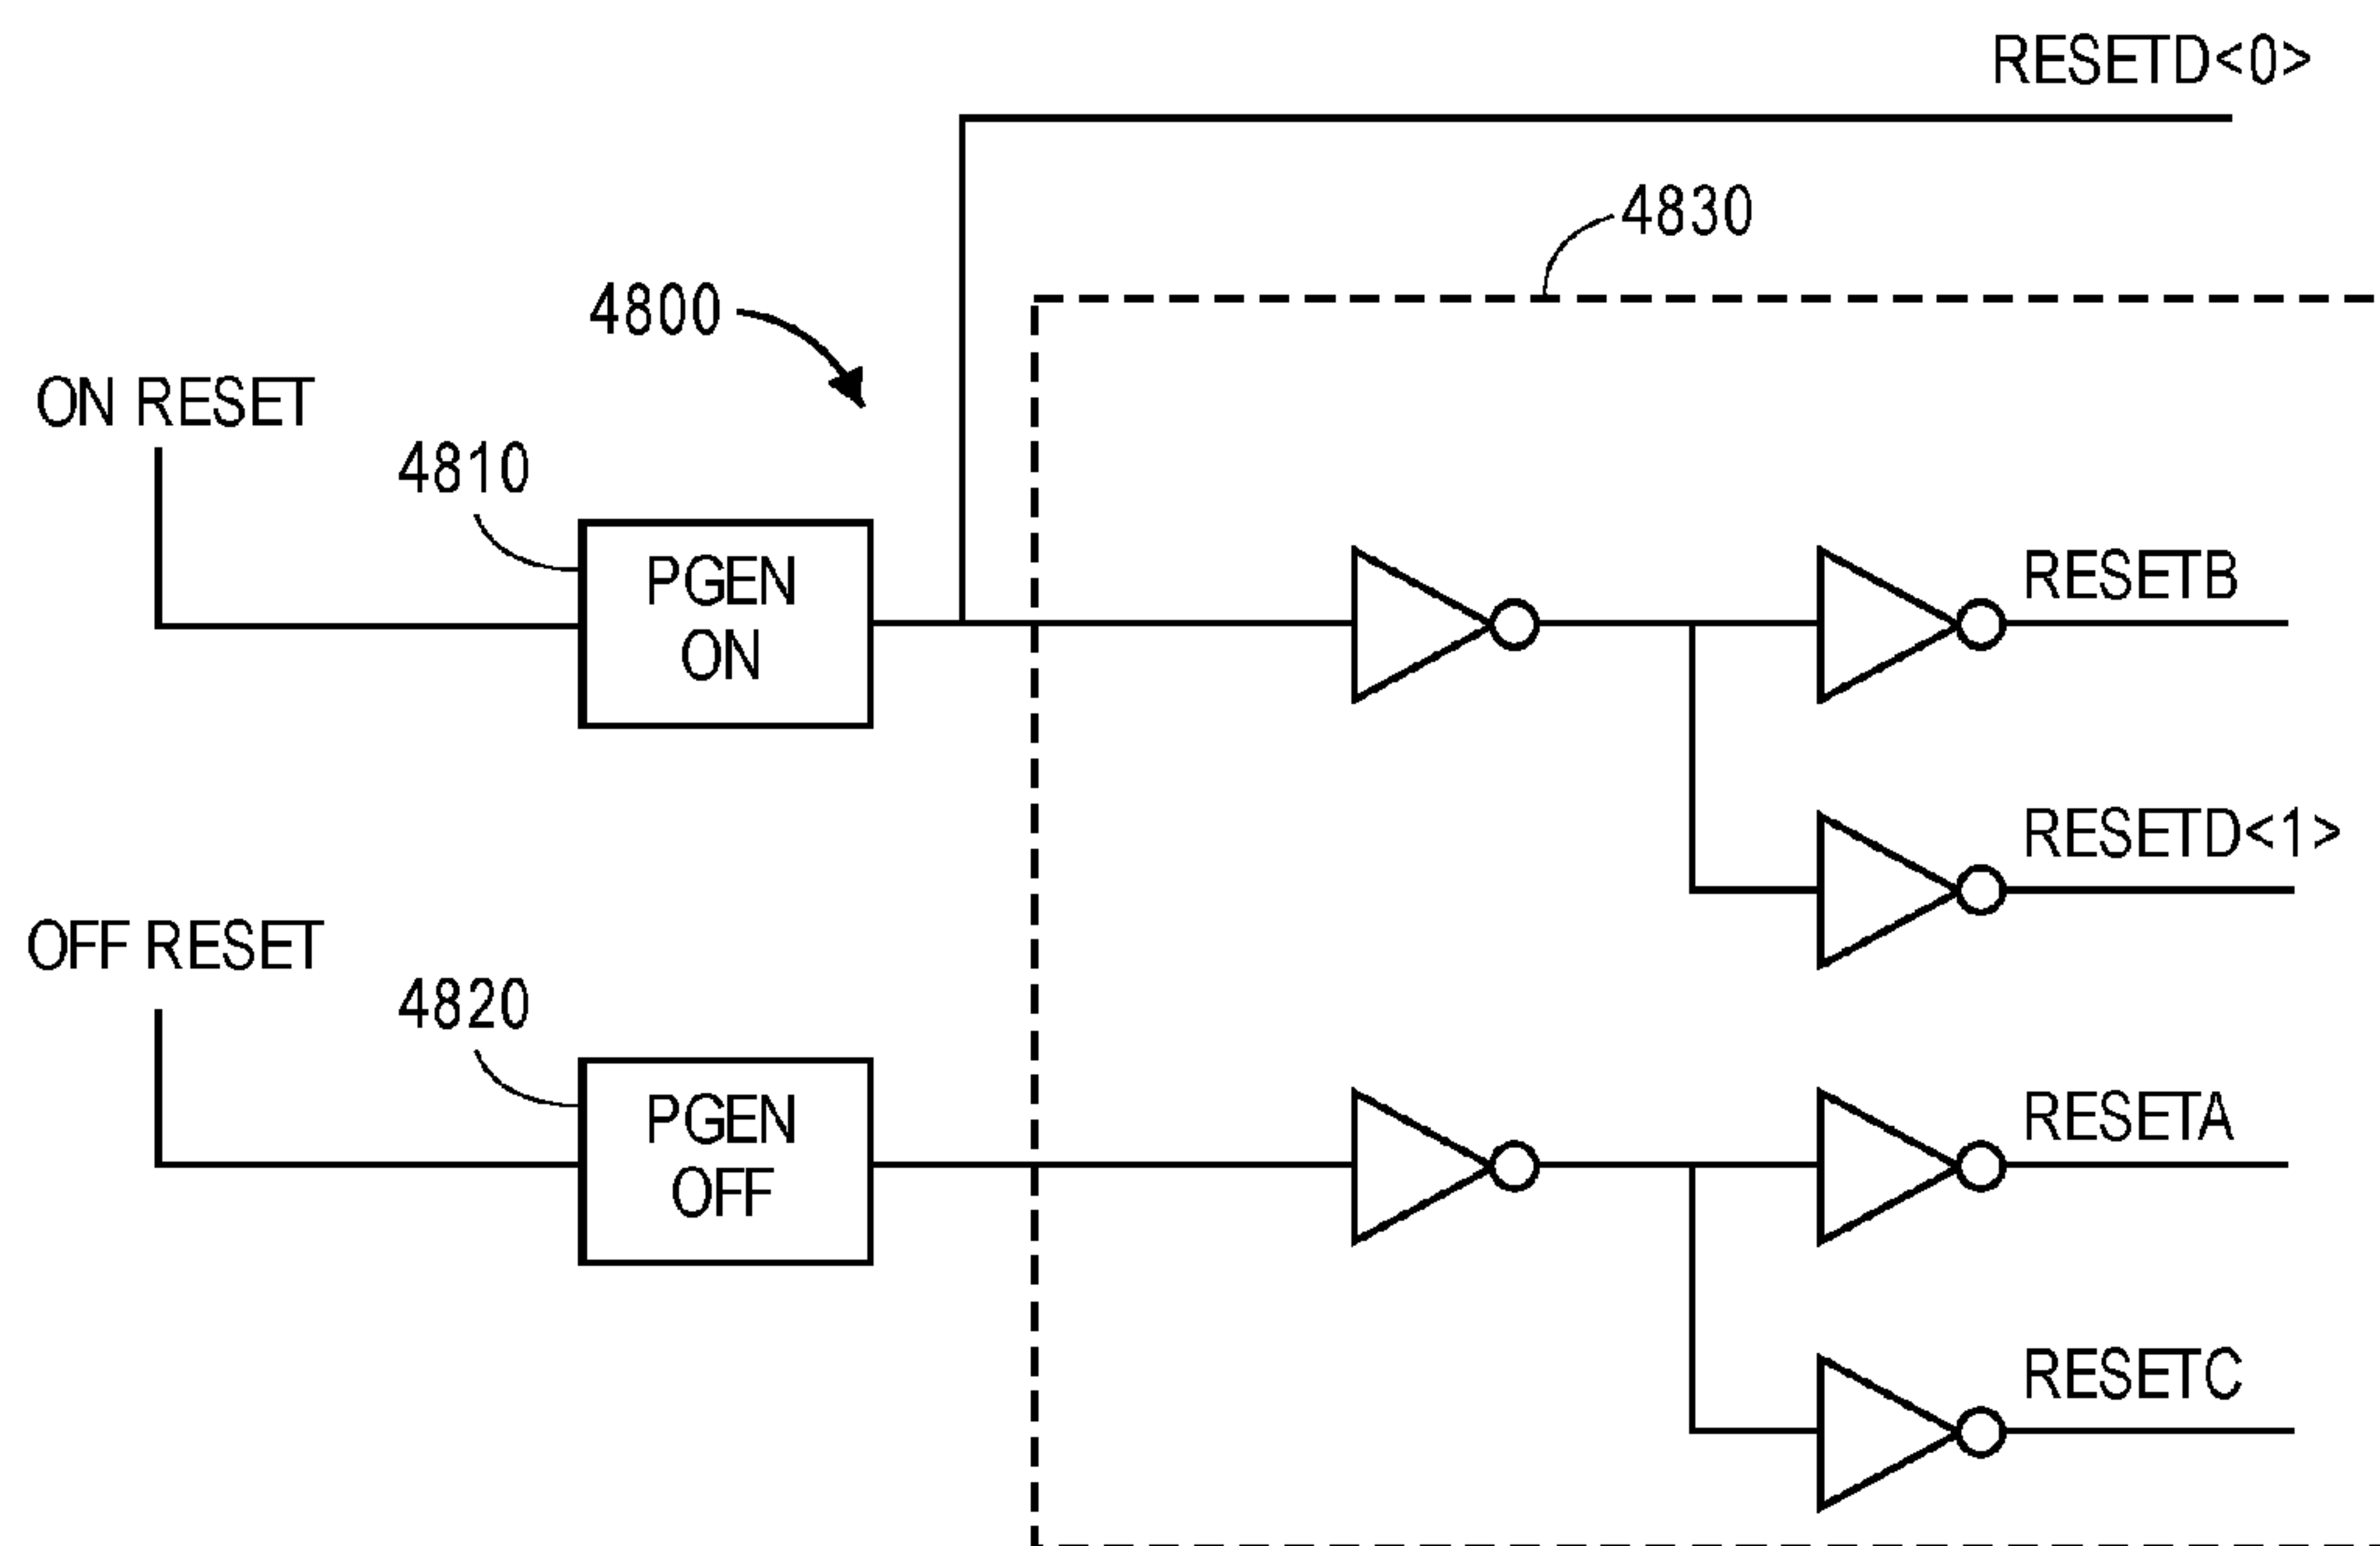 RESETD<0>
4830
4800
ON RESET
4810
PGEN
ON
RESETB
RESETD<1>
OFF RESET
4820
PGEN
OFF
RESETA
RESETC